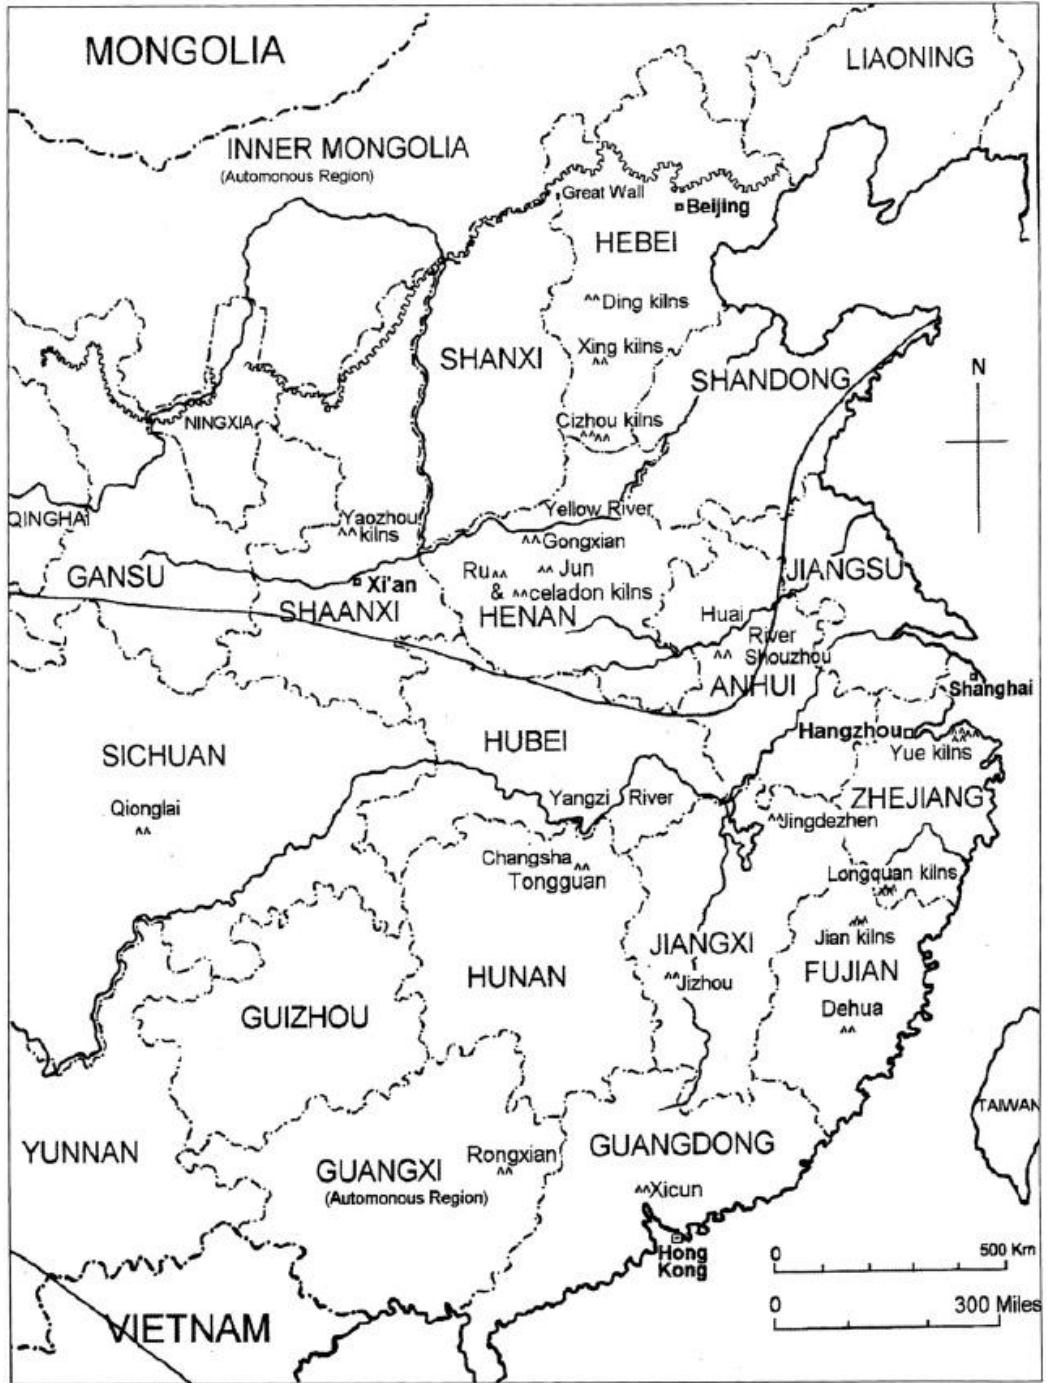 MONGOLIA
LIAONING
INNER MONGOLIA
(Automonous Region)
Great Wall
Beijing
HEBEI
Ding kilns
Xing kilns
SHANXI
SHANDONG
N
Cizhou kilns
NINGXIA
QINGHAI
Yaozhou
kilns
Yellow River
Gongxian
GANSU
Xi'an
SHAANXI
Ru
Jun
& celadon kilns
HENAN
JIANGSU
Huai
River
Shouzhou
ANHUI
Shanghai
Hangzhou
Yue kilns
SICHUAN
HUBEI
Qionglai
Yangzi River
ZHEJIANG
Jingdezhen
Changsha
Tongguan
Longquan kilns
Jian kilns
JIANGXI
FUJIAN
HUNAN
Jizhou
Dehua
GUIZHOU
TAIWAN
YUNNAN
GUANGXI
(Automonous Region)
Rongxian
GUANGDONG
Xicun
Hong
Kong
0 500 Km
0 300 Miles
VIETNAM